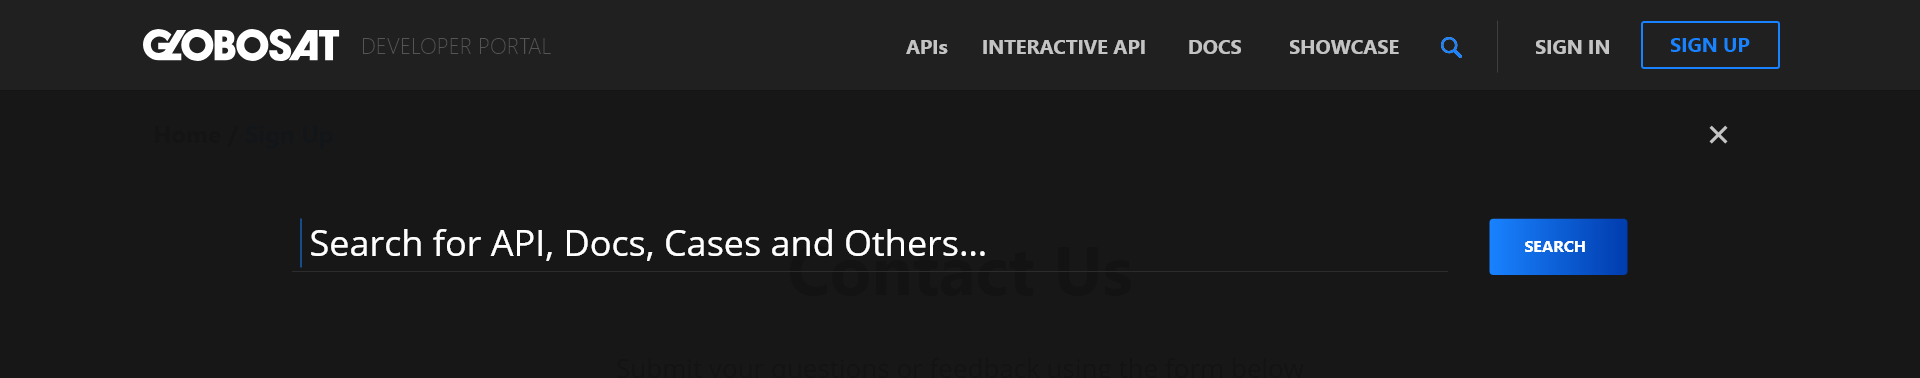 GLOBOSAT DEVELOPER PORTAL APIs INTERACTIVE API DOCS SHOWCASE SIGN IN SIGN UP
Home / Sign Up
Search for API, Docs, Cases and Others... SEARCH
Contact Us
Submit your questions or feedback using the form below